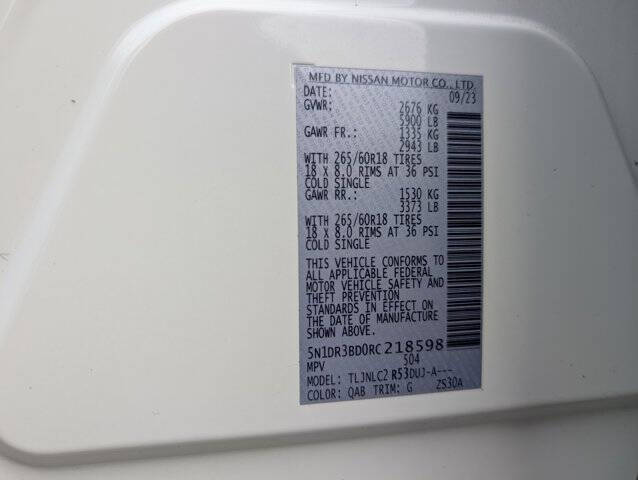 MFD BY NISSAN MOTOR CO., LTD.
DATE: 09/23
GVWR: 2676 KG
5900 LB
GAWR FR.: 1335 KG
2943 LB
WITH 265/60R18 TIRES
18 X 8.0 RIMS AT 36 PSI
COLD SINGLE
GAWR RR.: 1530 KG
3373 LB
WITH 265/60R18 TIRES
18 X 8.0 RIMS AT 36 PSI
COLD SINGLE
THIS VEHICLE CONFORMS TO
ALL APPLICABLE FEDERAL
MOTOR VEHICLE SAFETY AND
THEFT PREVENTION
STANDARDS IN EFFECT ON
THE DATE OF MANUFACTURE
5N1DR3BD0RC218598
MPV S04
MODEL: TLJNLC2 R53DUJ-A---
COLOR: QAB TRIM: G ZS30A